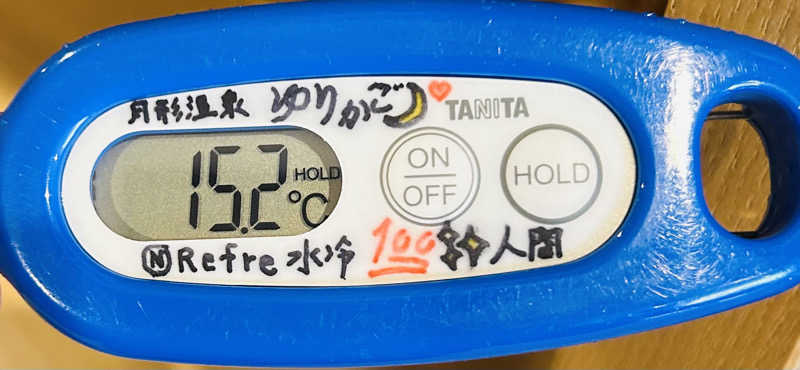 月形温泉 ゆりかご TANITA
15.2 HOLD °C
ON
OFF
HOLD
Ⓝ Refre 水冷 100 人間